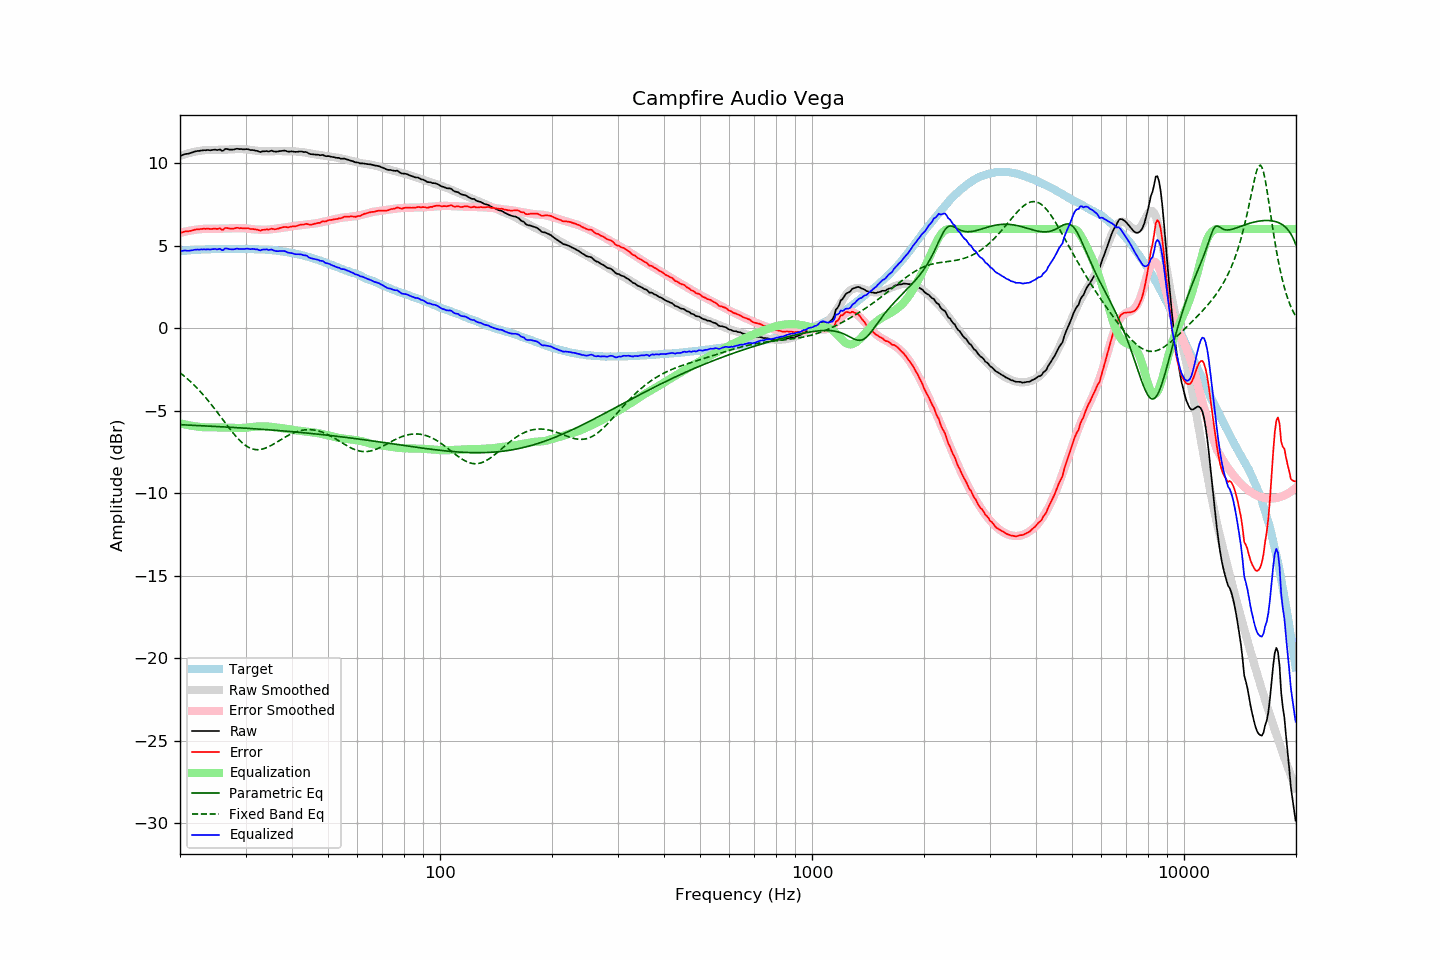 Campfire Audio Vega
Amplitude (dBr)
10
5
0
−5
−10
−15
−20
−25
−30
Target
Raw Smoothed
Error Smoothed
Raw
Error
Equalization
Parametric Eq
Fixed Band Eq
Equalized
100
1000
10000
Frequency (Hz)